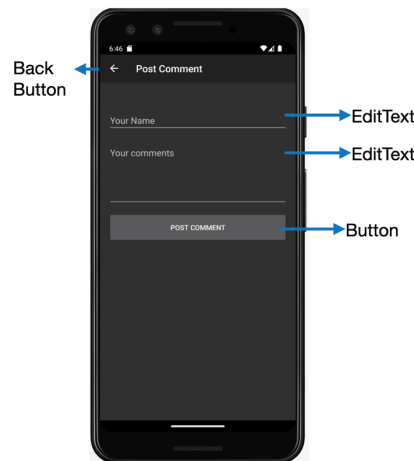 6:46
Back
Button
Post Comment
Your Name
EditText
Your comments
EditText
POST COMMENT
Button